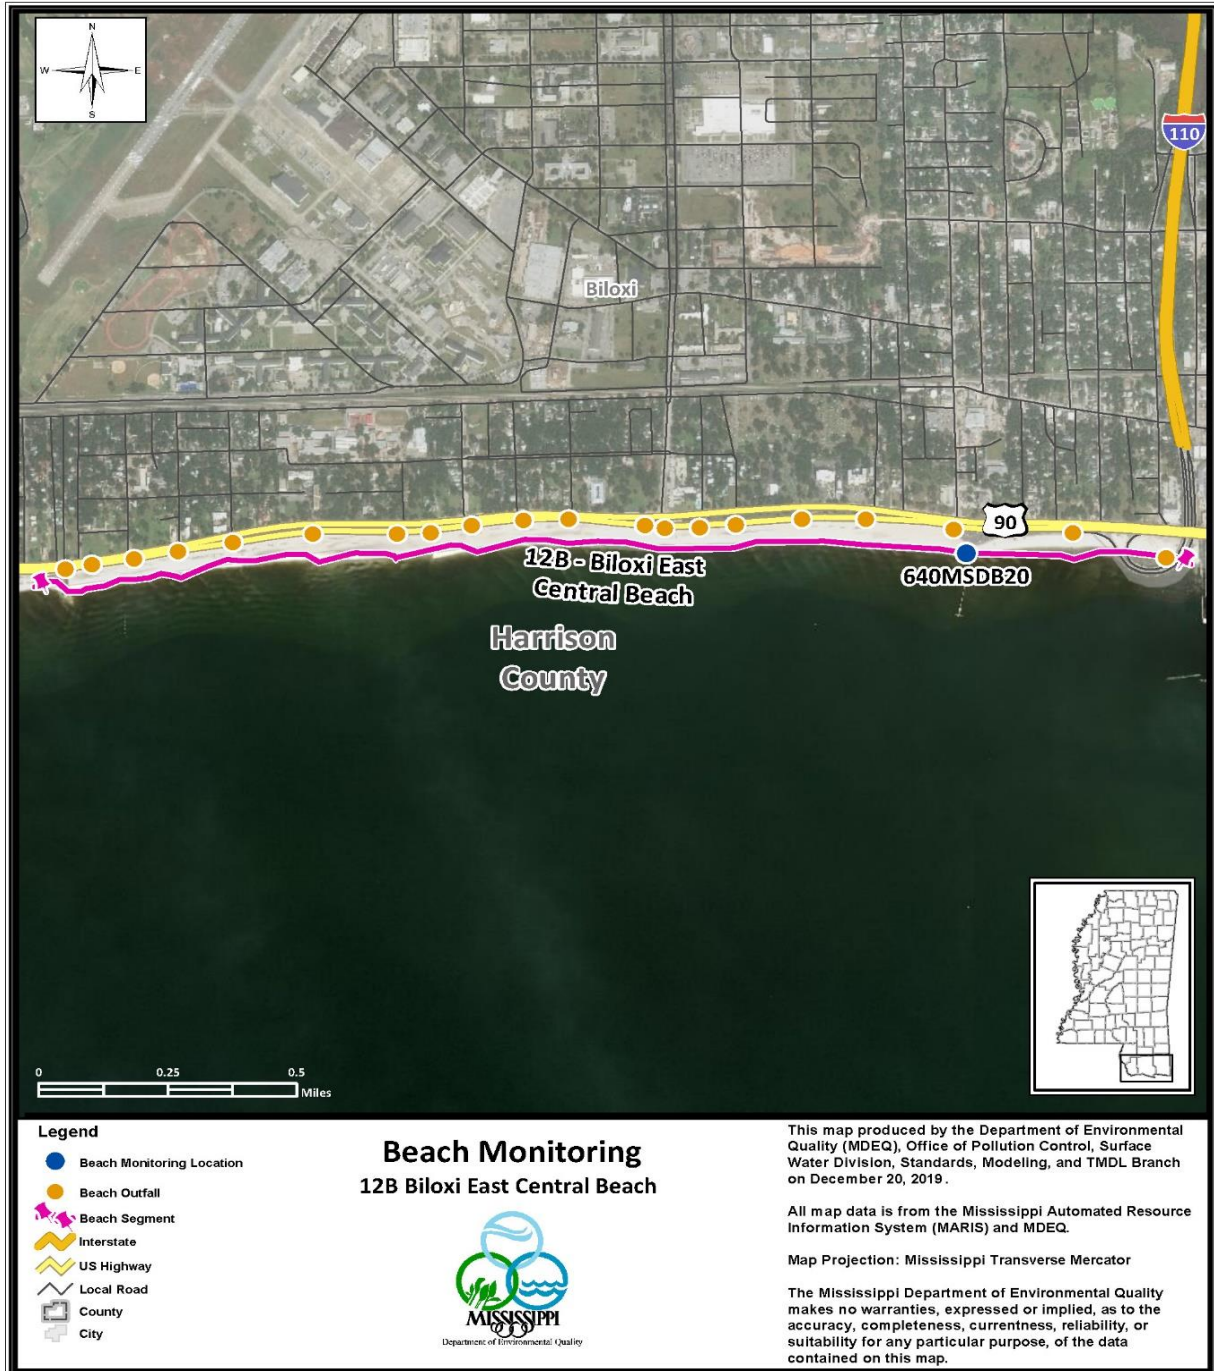 N
W E
S
110
Biloxi
90
12B - Biloxi East
Central Beach
640MSDB20
Harrison
County
0 0.25 0.5
Miles
Legend
Beach Monitoring Location
Beach Outfall
Beach Segment
Interstate
US Highway
Local Road
County
City
Beach Monitoring
12B Biloxi East Central Beach
MISSISSIPPI
Department of Environmental Quality
This map produced by the Department of Environmental
Quality (MDEQ), Office of Pollution Control, Surface
Water Division, Standards, Modeling, and TMDL Branch
on December 20, 2019.
All map data is from the Mississippi Automated Resource
Information System (MARIS) and MDEQ.
Map Projection: Mississippi Transverse Mercator
The Mississippi Department of Environmental Quality
makes no warranties, expressed or implied, as to the
accuracy, completeness, currentness, reliability, or
suitability for any particular purpose, of the data
contained on this map.